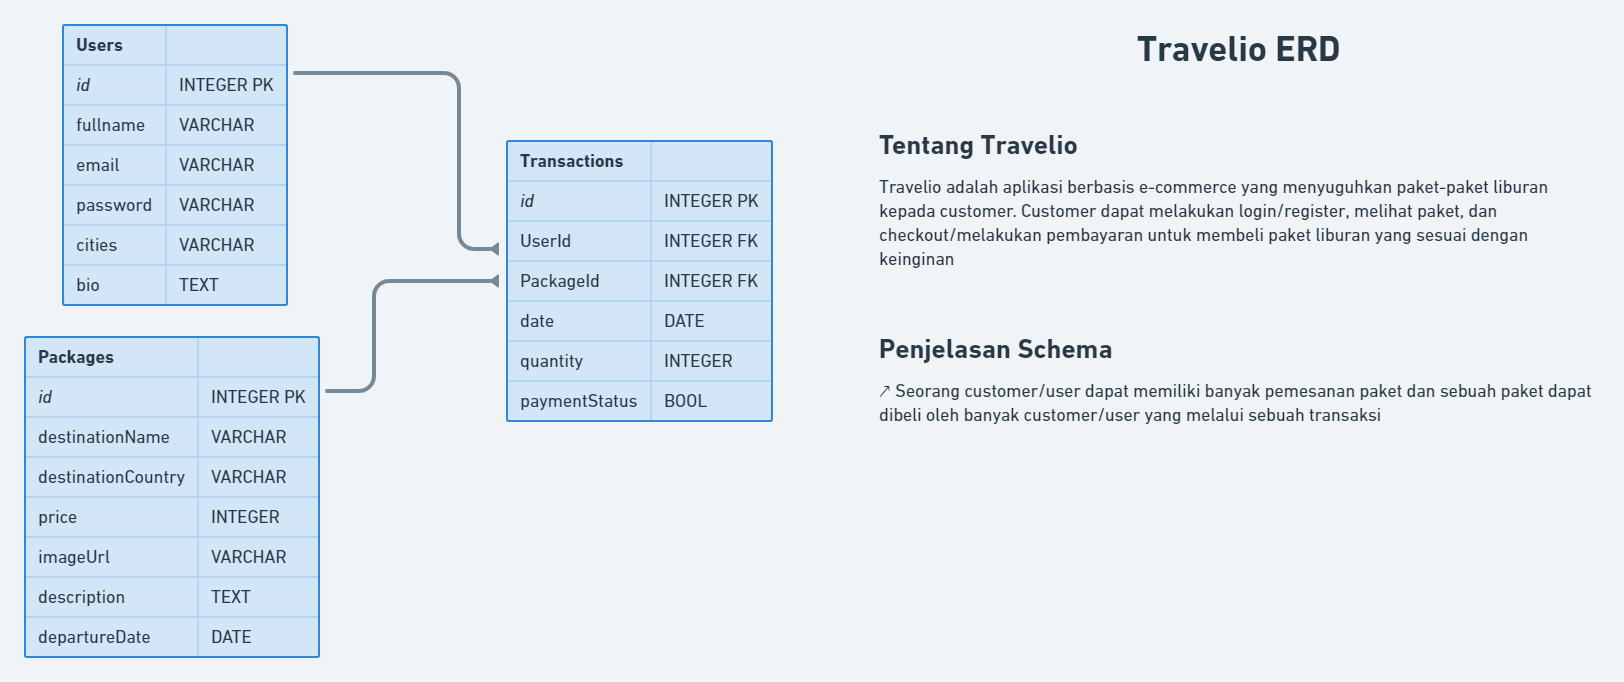 Users
id INTEGER PK
fullname VARCHAR
email VARCHAR
password VARCHAR
cities VARCHAR
bio TEXT
Packages
id INTEGER PK
destinationName VARCHAR
destinationCountry VARCHAR
price INTEGER
imageUrl VARCHAR
description TEXT
departureDate DATE
Transactions
id INTEGER PK
UserId INTEGER FK
PackageId INTEGER FK
date DATE
quantity INTEGER
paymentStatus BOOL
Travelio ERD
Tentang Travelio
Travelio adalah aplikasi berbasis e-commerce yang menyuguhkan paket-paket liburan
kepada customer. Customer dapat melakukan login/register, melihat paket, dan
checkout/melakukan pembayaran untuk membeli paket liburan yang sesuai dengan
keinginan
Penjelasan Schema
↗ Seorang customer/user dapat memiliki banyak pemesanan paket dan sebuah paket dapat
dibeli oleh banyak customer/user yang melalui sebuah transaksi